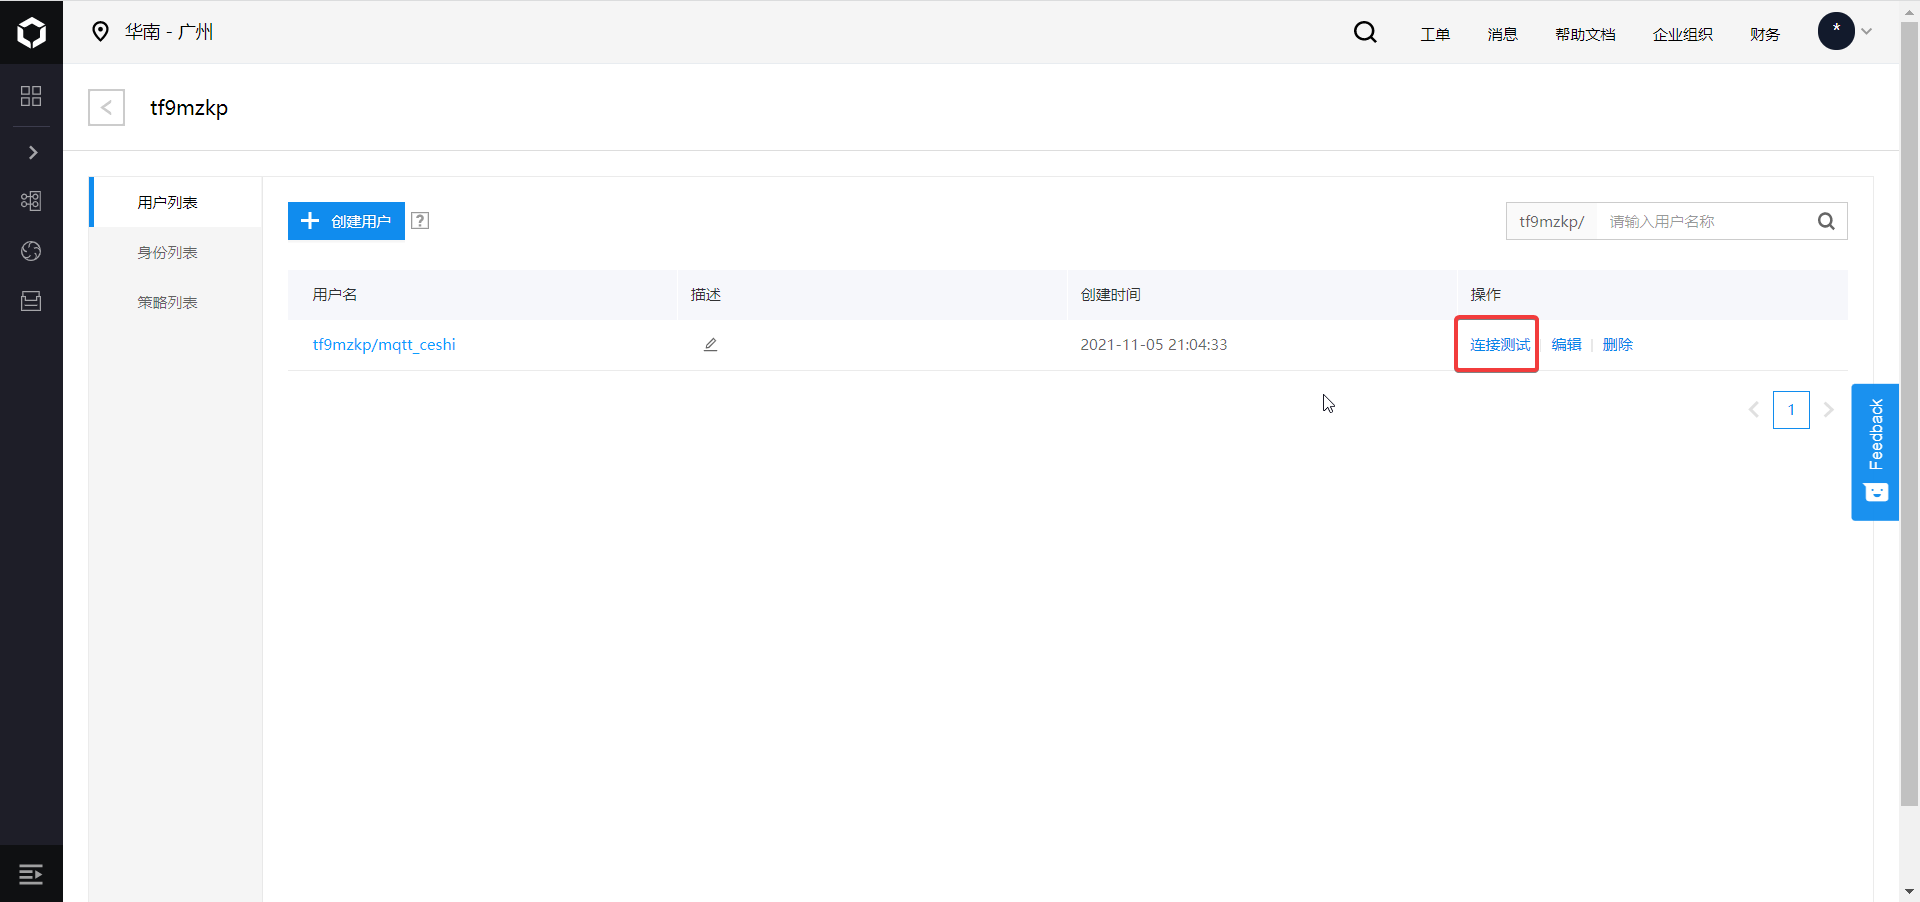 华南 - 广州
工单 消息 帮助文档 企业组织 财务 *
tf9mzkp
用户列表
身份列表
策略列表
创建用户 ?
tf9mzkp/ 请输入用户名称
用户名 描述 创建时间 操作
tf9mzkp/mqtt_ceshi 2021-11-05 21:04:33 连接测试 编辑 | 删除
1
Feedback